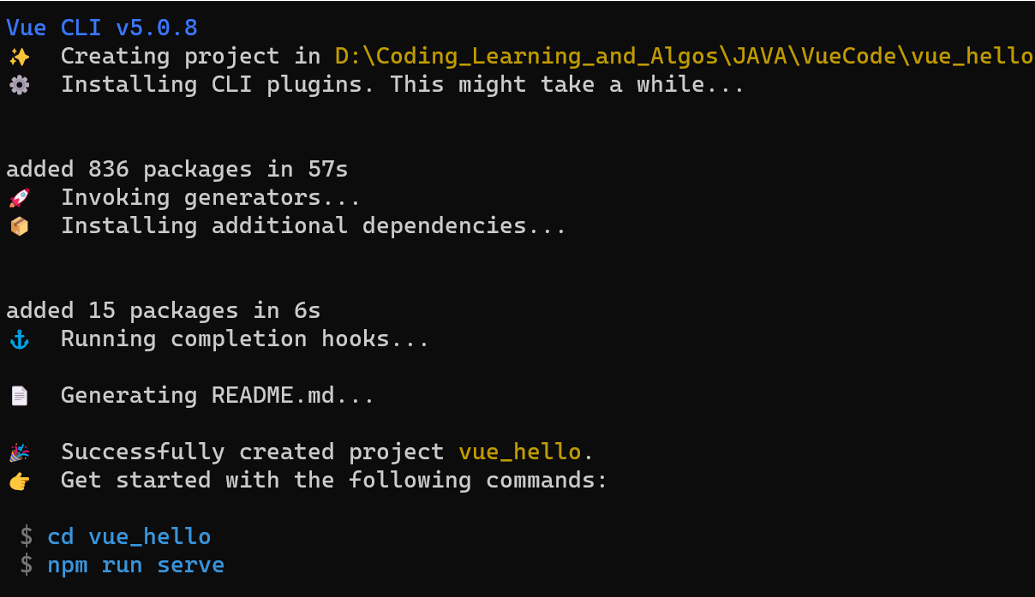 Vue CLI v5.0.8
✨  Creating project in D:\Coding_Learning_and_Algos\JAVA\VueCode\vue_hello
⚙️  Installing CLI plugins. This might take a while...
added 836 packages in 57s
🚀  Invoking generators...
📦  Installing additional dependencies...
added 15 packages in 6s
⚓  Running completion hooks...
📄  Generating README.md...
🎉  Successfully created project vue_hello.
👉  Get started with the following commands:
$ cd vue_hello
$ npm run serve